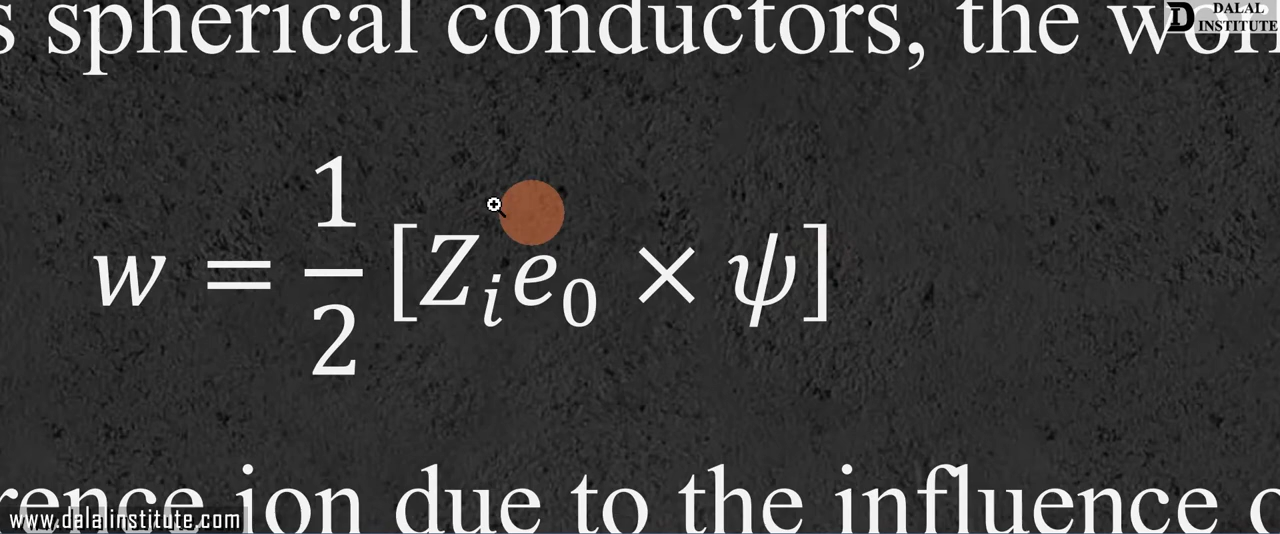 s spherical conductors, the wor
DALAL
INSTITUTE
w = 1/2 [Z_i e_0 × ψ]
rence ion due to the influence o
www.dalalinstitute.com